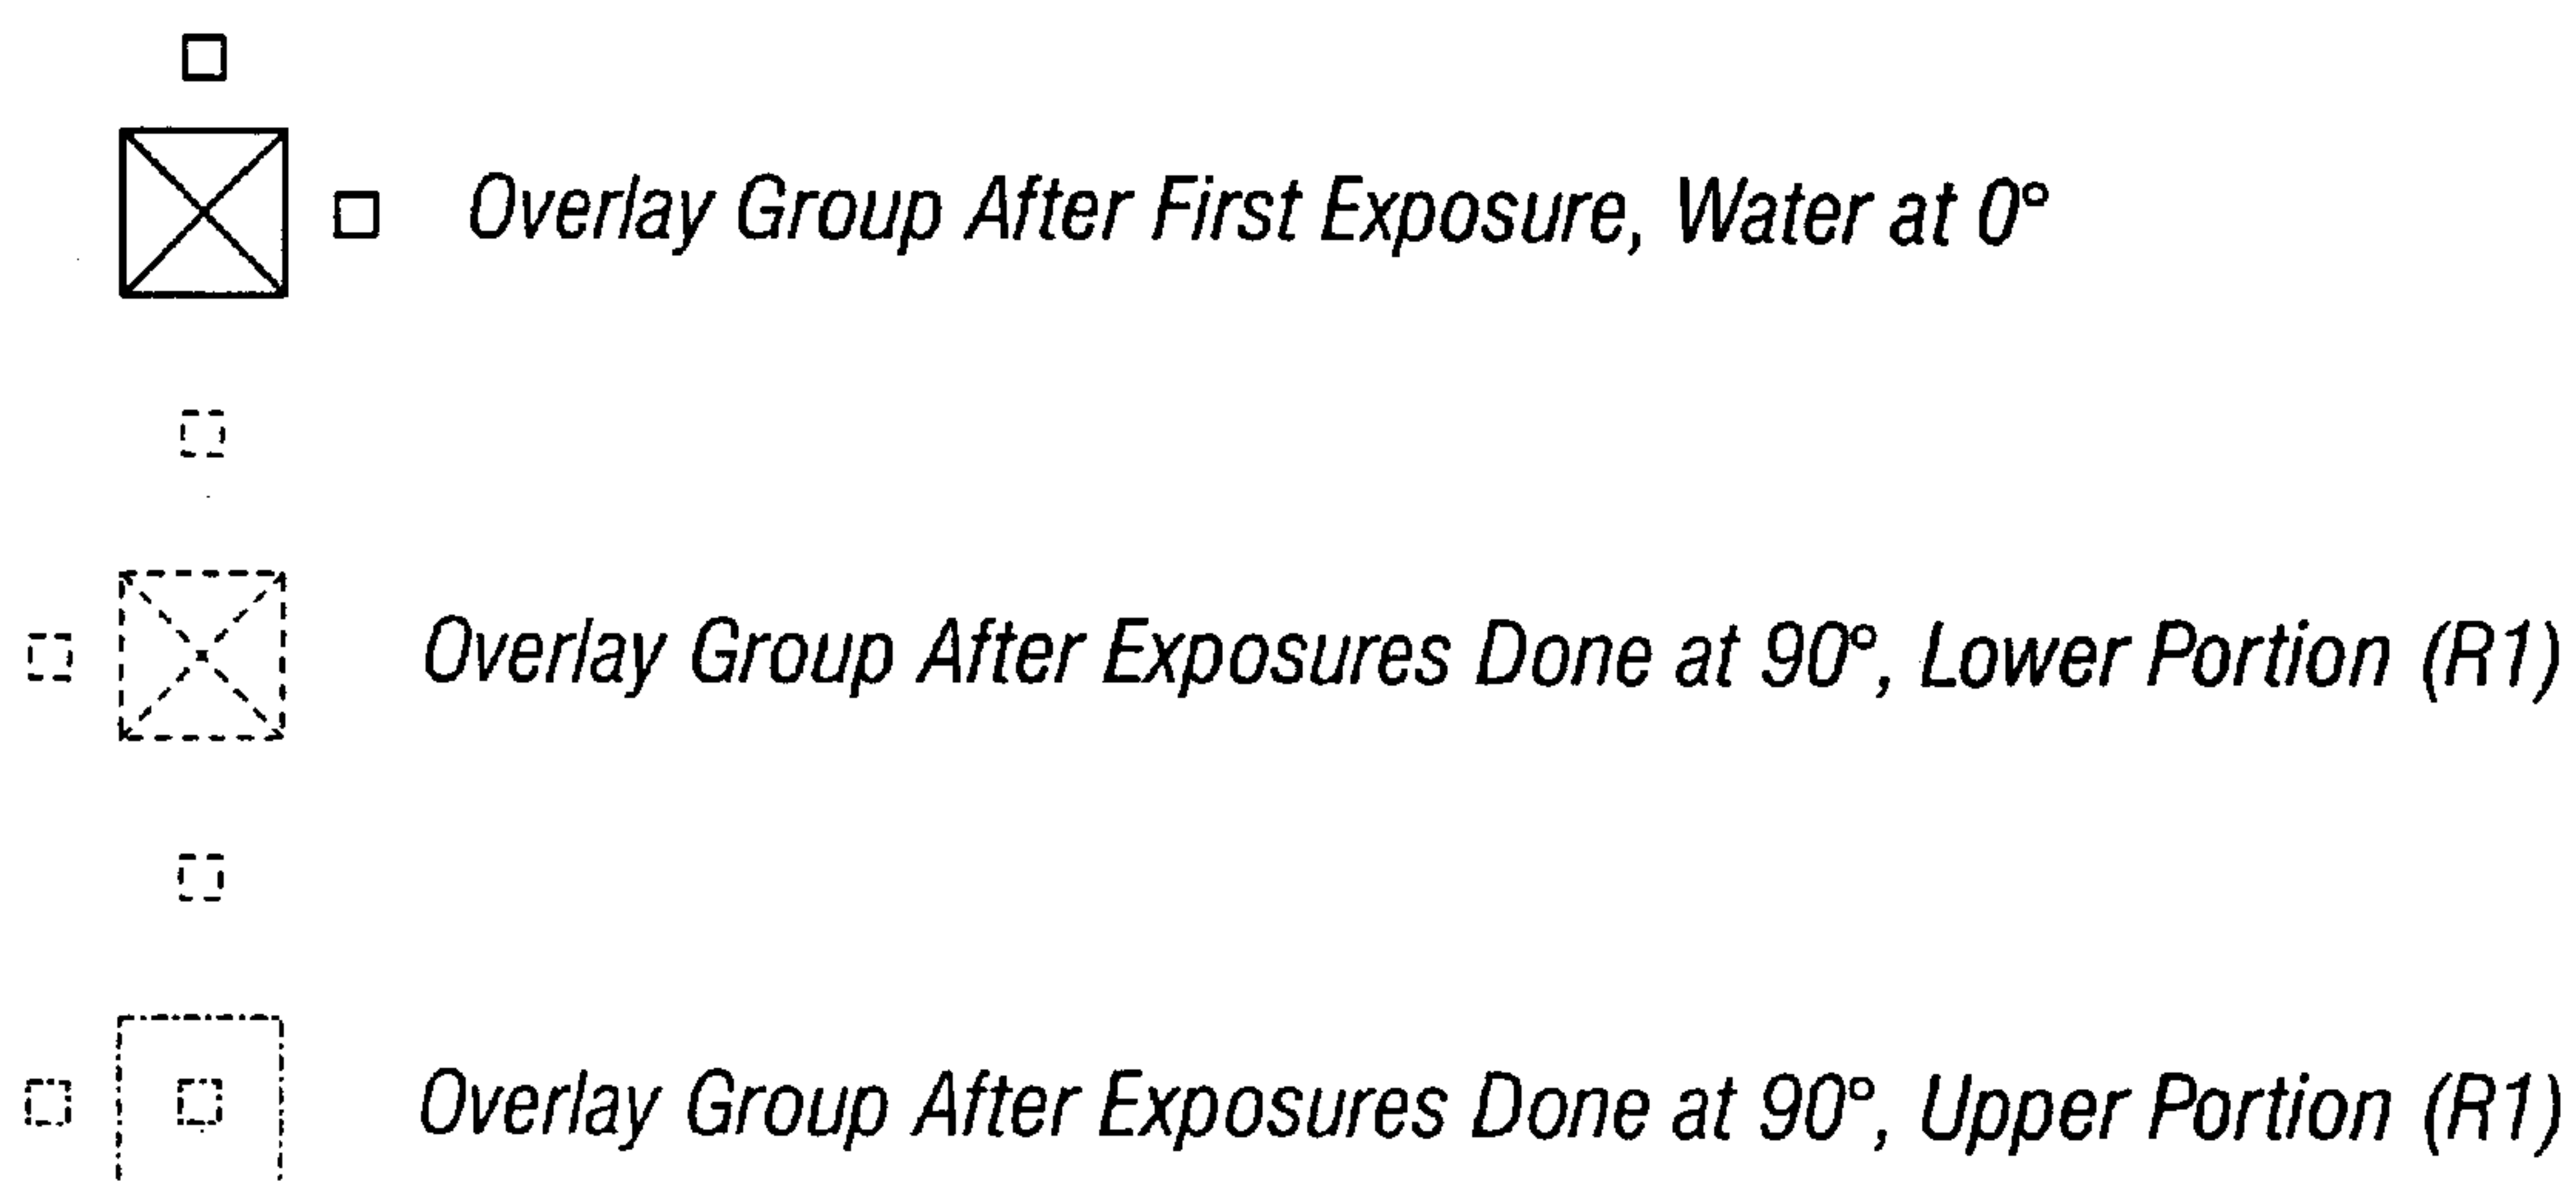 Overlay Group After First Exposure, Water at 0°
Overlay Group After Exposures Done at 90°, Lower Portion (R1)
Overlay Group After Exposures Done at 90°, Upper Portion (R1)